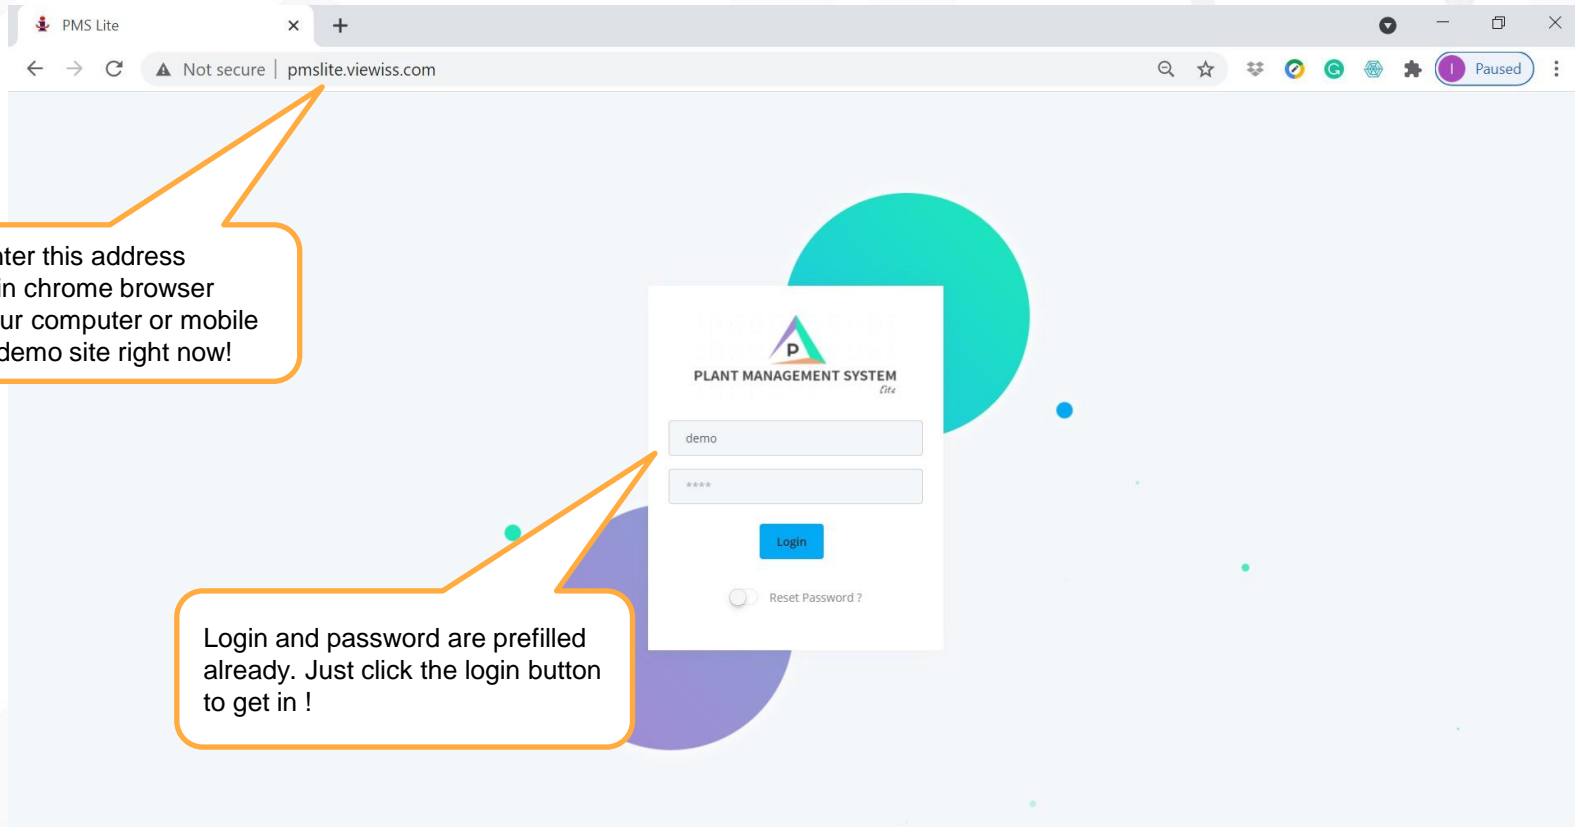 PMS Lite
Not secure | pmslite.viewiss.com
Paused
this address
in chrome browser
computer or mobile
demo site right now!
P
PLANT MANAGEMENT SYSTEM
Lite
demo
****
Login
Reset Password ?
Login and password are prefilled
already. Just click the login button
to get in !